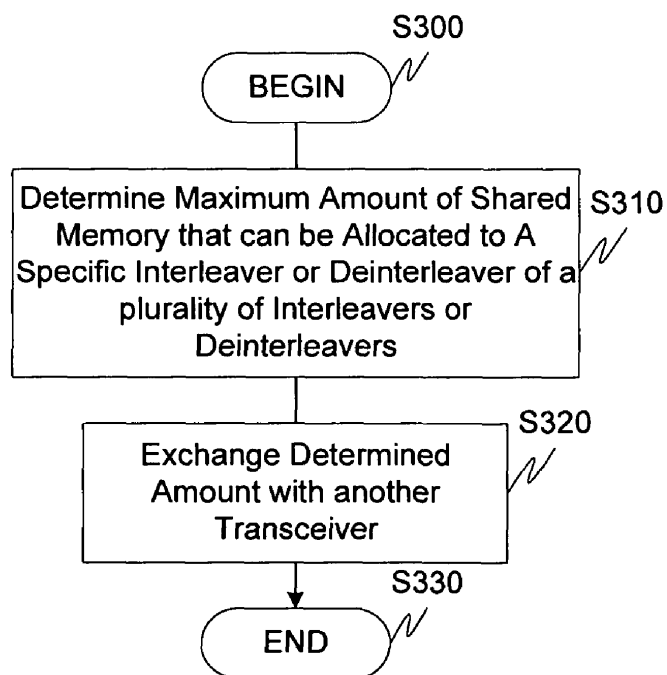 S300
BEGIN
Determine Maximum Amount of Shared
Memory that can be Allocated to A
Specific Interleaver or Deinterleaver of a
plurality of Interleavers or
Deinterleavers
S310
Exchange Determined
Amount with another
Transceiver
S320
S330
END